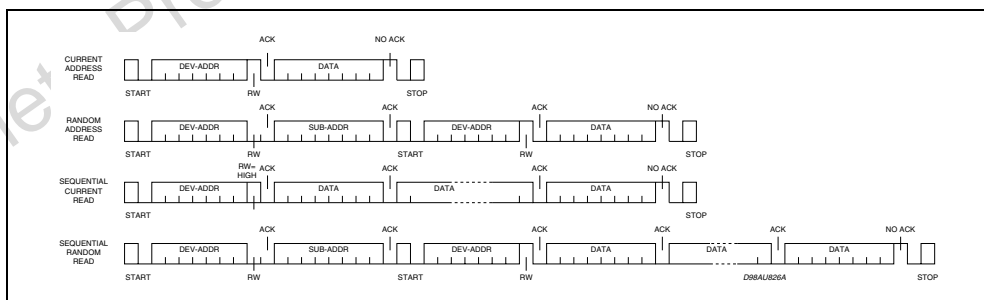 ACK NO ACK
CURRENT
ADDRESS
READ
DEV-ADDR DATA
START RW STOP
ACK ACK ACK NO ACK
RANDOM
ADDRESS
READ
DEV-ADDR SUB-ADDR DEV-ADDR DATA
START RW START RW STOP
RW=
HIGH
ACK ACK ACK NO ACK
SEQUENTIAL
CURRENT
READ
DEV-ADDR DATA DATA DATA
START STOP
ACK ACK ACK ACK ACK NO ACK
SEQUENTIAL
RANDOM
READ
DEV-ADDR SUB-ADDR DEV-ADDR DATA DATA DATA
START RW START RW D98AU826A STOP